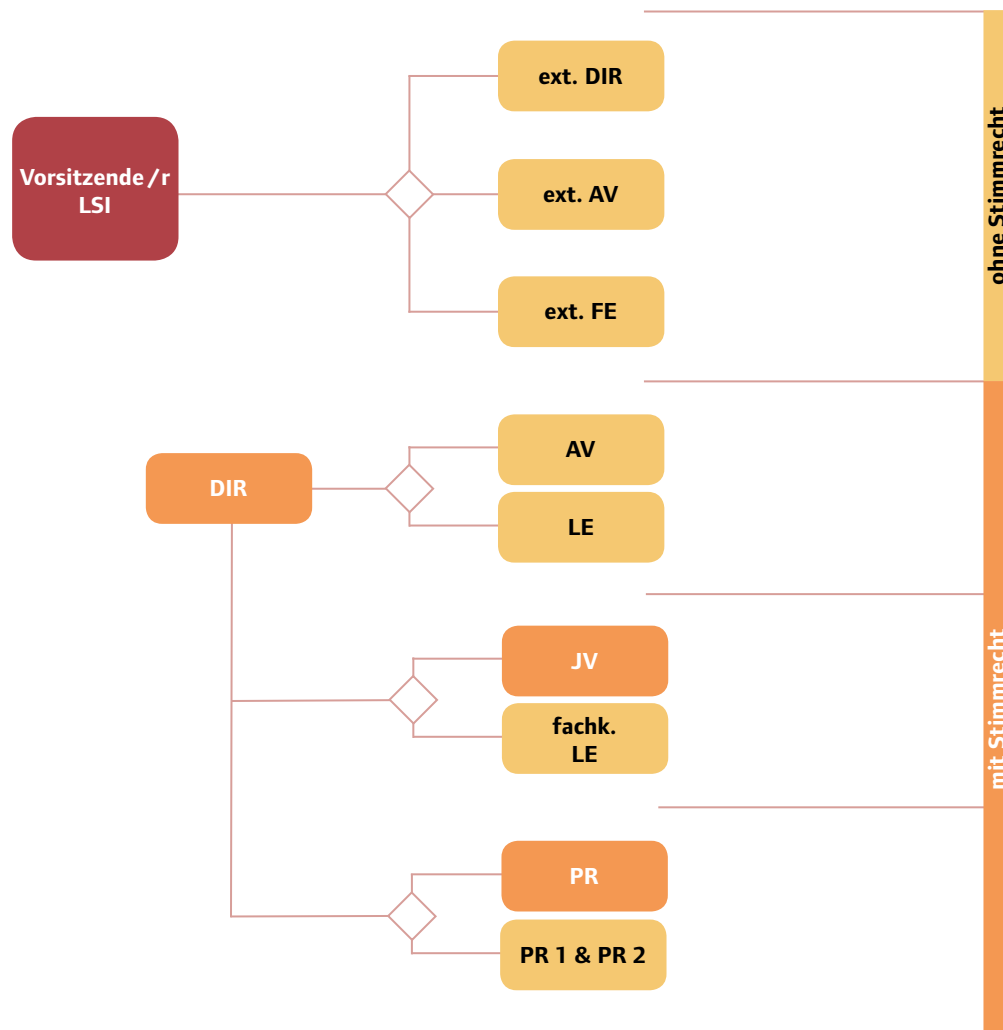 ext. DIR
Vorsitzende/r
LSI
ext. AV
ext. FE
ohne Stimmrecht
AV
DIR
LE
JV
fachk.
LE
mit Stimmrecht
PR
PR 1 & PR 2